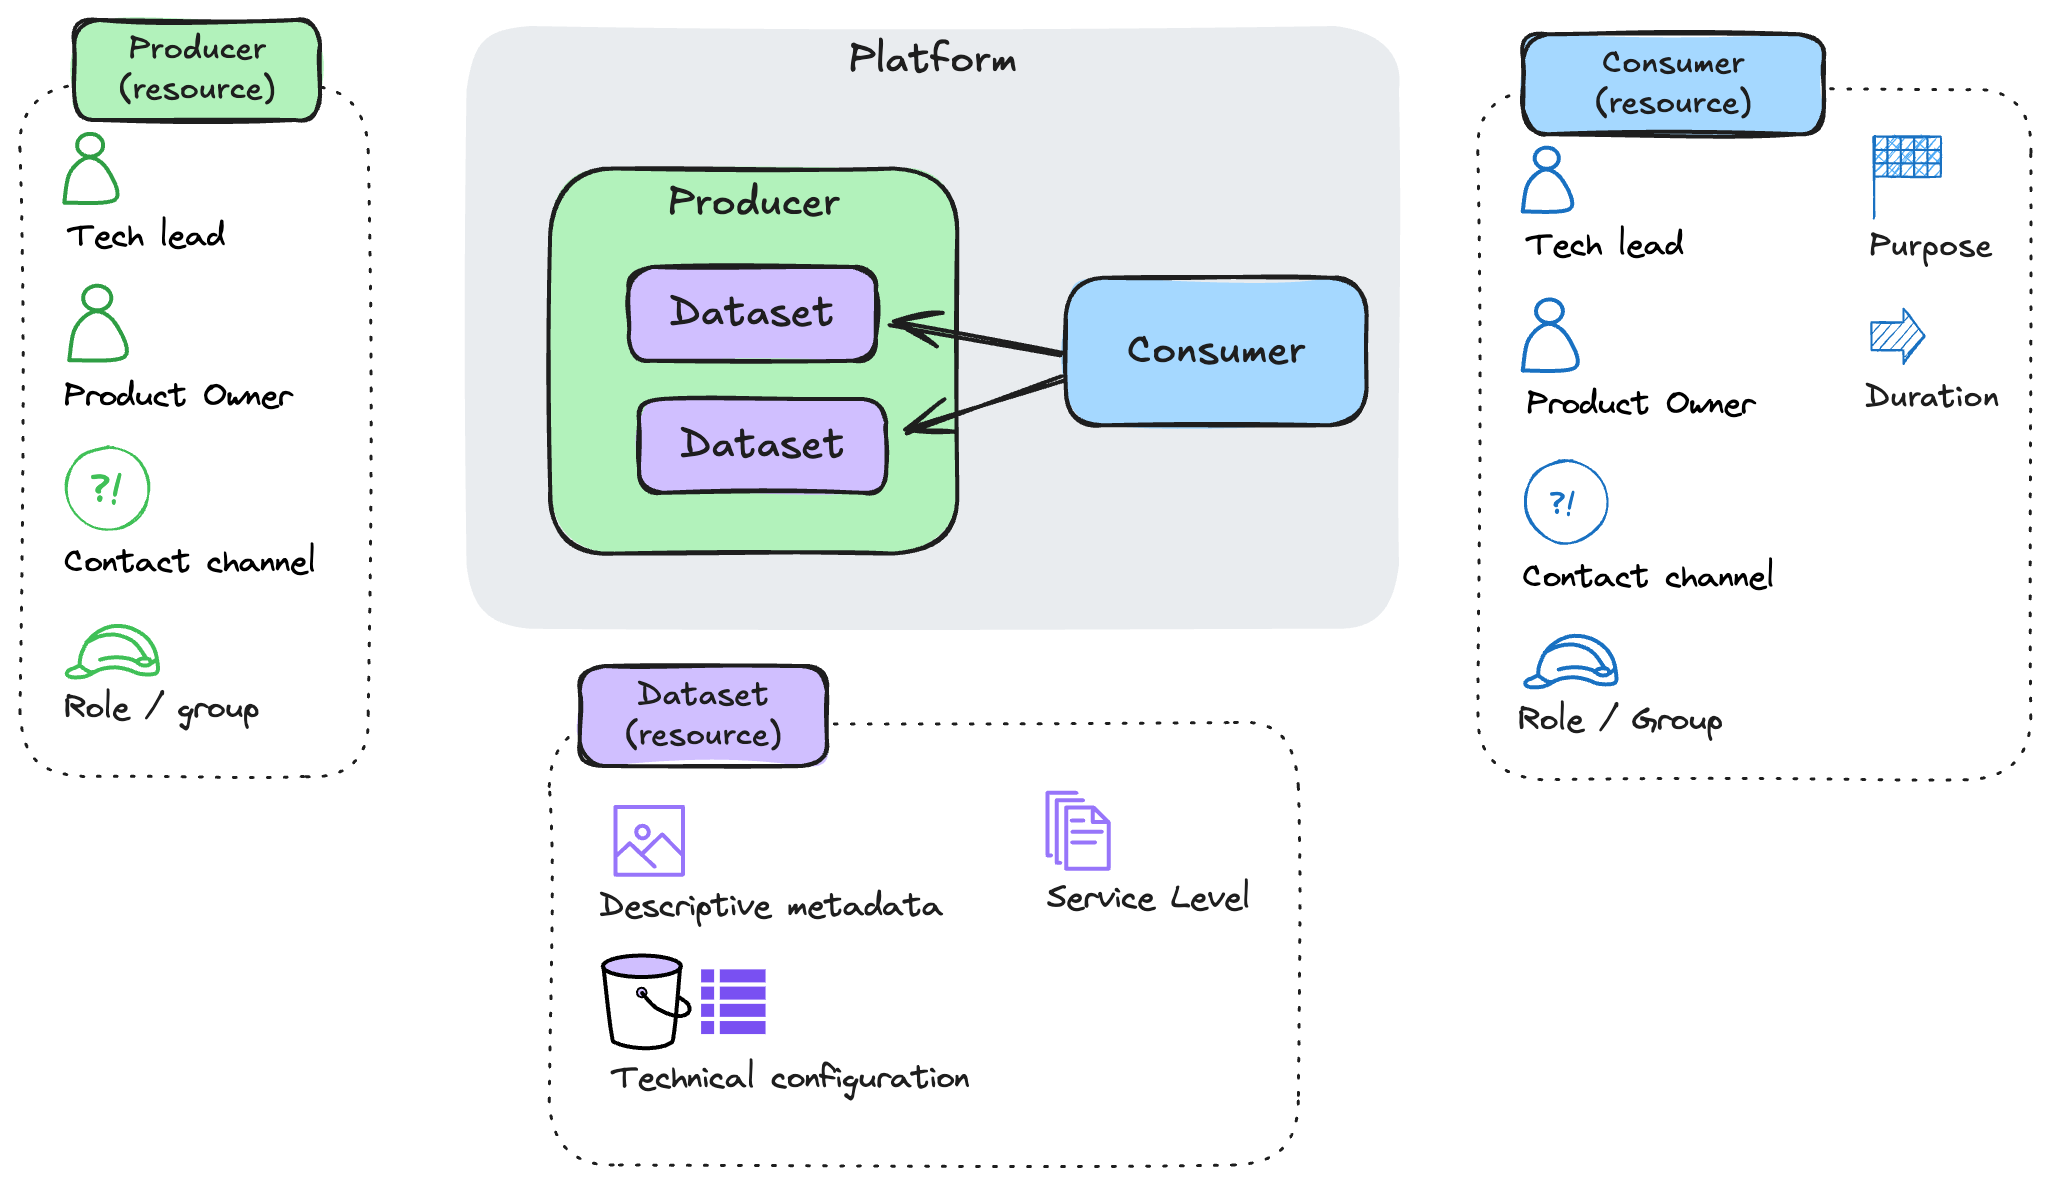 Producer
(resource)
Tech lead
Product Owner
?!
Contact channel
Role / group
Platform
Producer
Dataset
Dataset
Consumer
Consumer
(resource)
Tech lead
Purpose
Product Owner
Duration
?!
Contact channel
Role / Group
Dataset
(resource)
Descriptive metadata
Service Level
Technical configuration